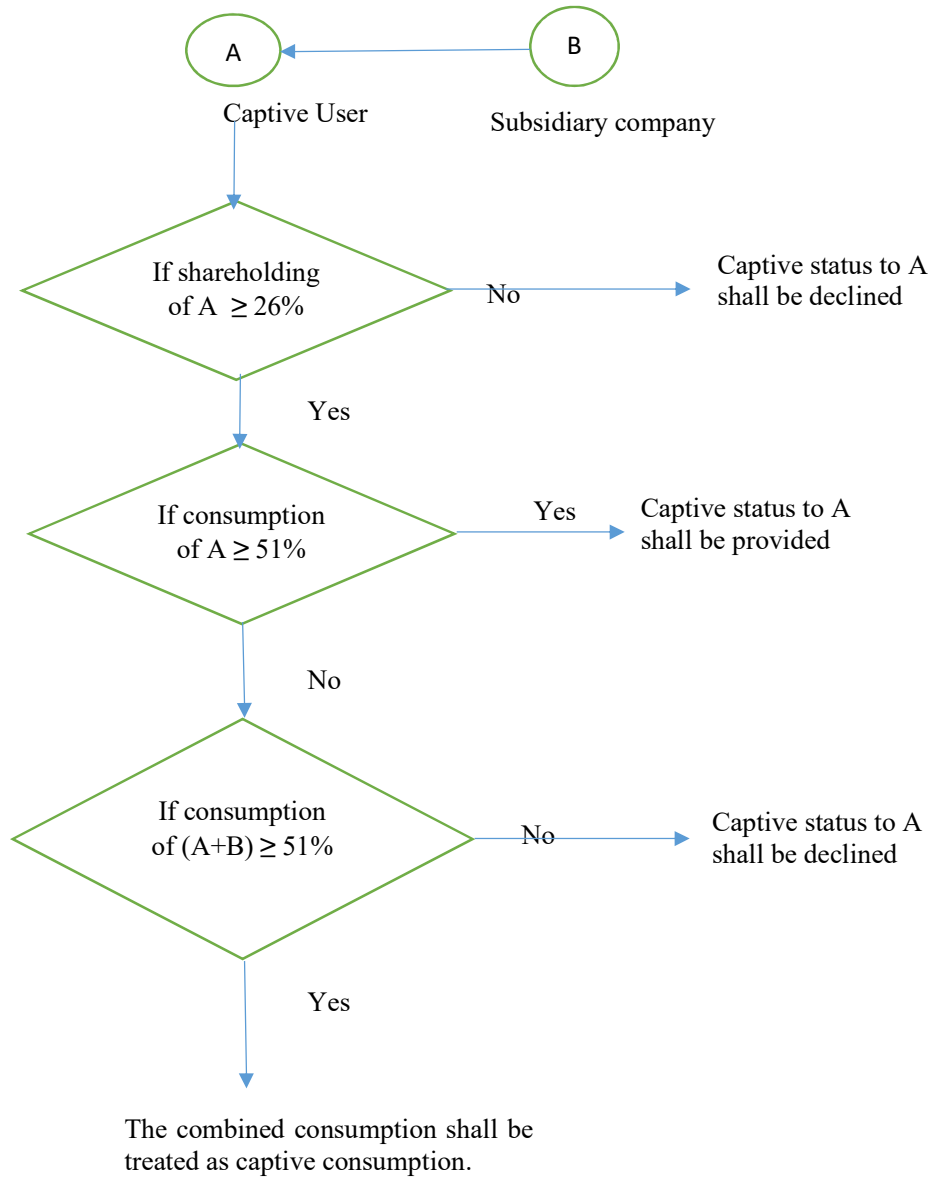 A
B
Captive User
Subsidiary company
If shareholding
of A ≥ 26%
No
Captive status to A
shall be declined
Yes
If consumption
of A ≥ 51%
Yes
Captive status to A
shall be provided
No
If consumption
of (A+B) ≥ 51%
No
Captive status to A
shall be declined
Yes
The combined consumption shall be
treated as captive consumption.